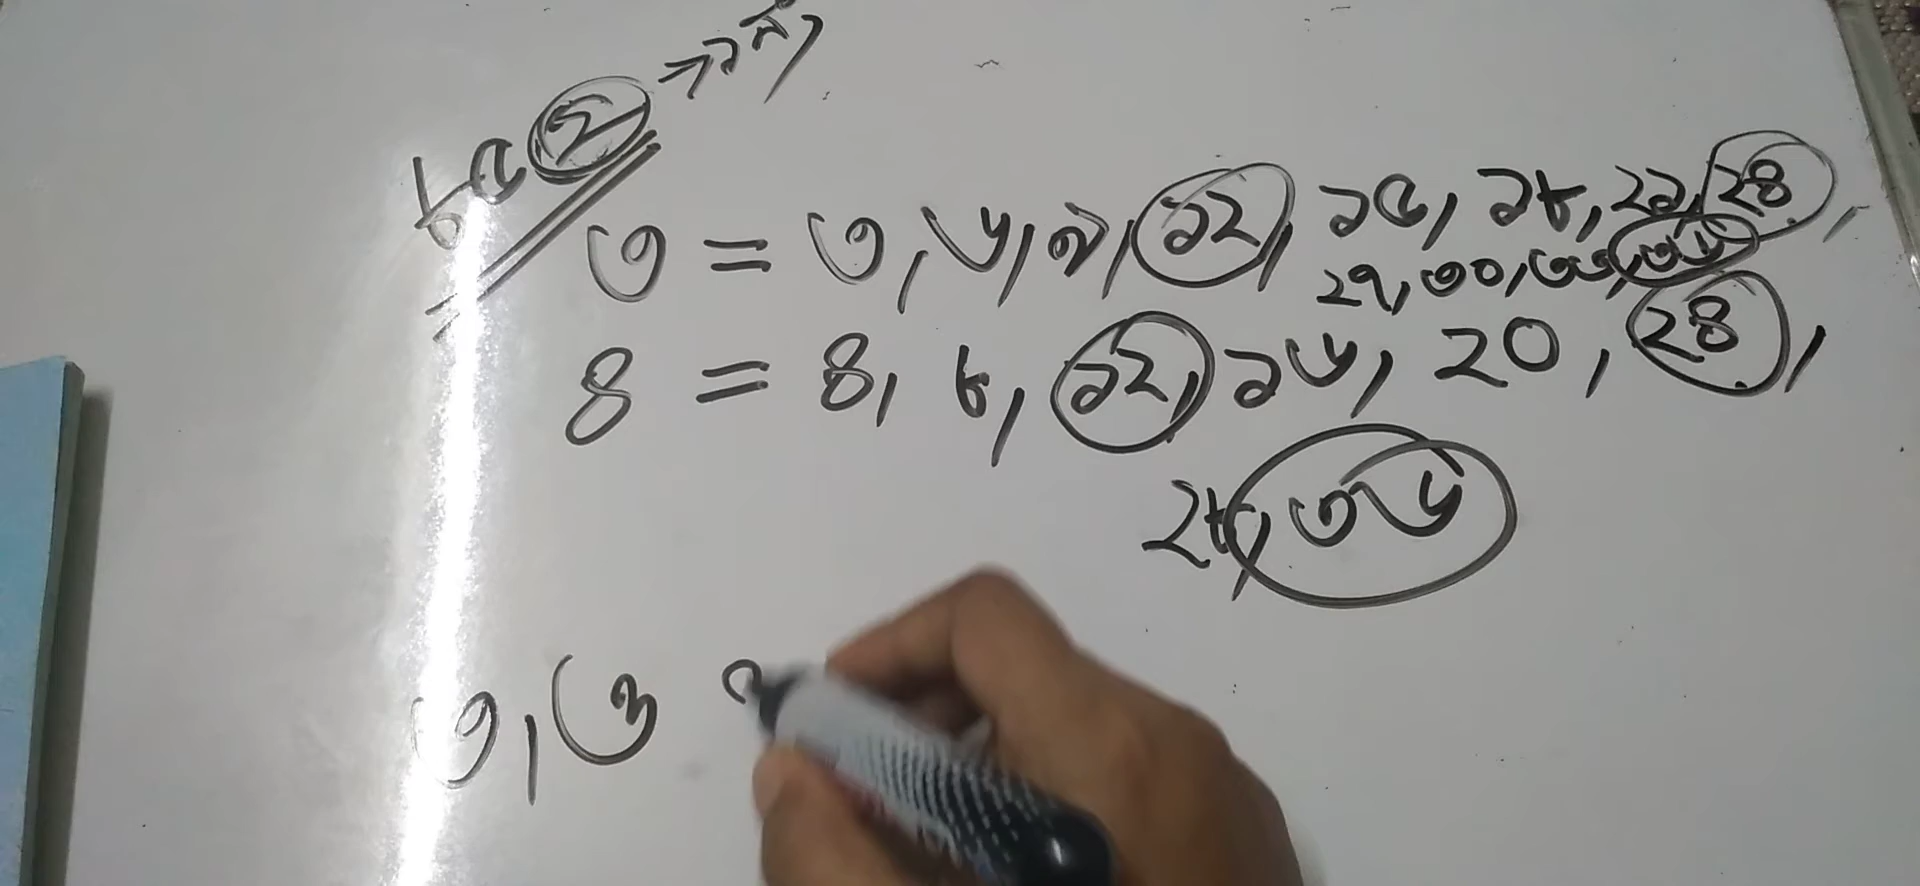 ৩ = ৩, ৬, ৯, ১২, ১৫, ১৮, ২১, ২৪,
২৭, ৩০, ৩৩, ৩৬
৪ = ৪, ৮, ১২, ১৬, ২০, ২৪,
২৮, ৩৬
৩,